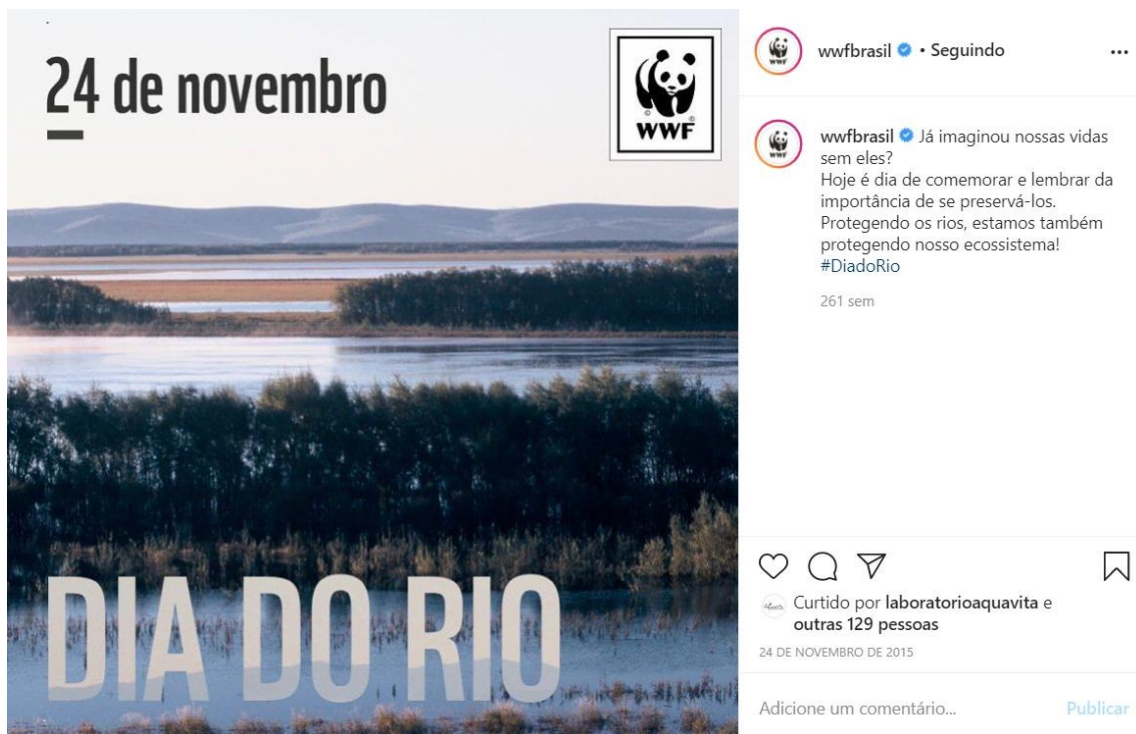 24 de novembro
WWF
DIA DO RIO
wwfbrasil • Seguindo
wwfbrasil Já imaginou nossas vidas
sem eles?
Hoje é dia de comemorar e lembrar da
importância de se preservá-los.
Protegendo os rios, estamos também
protegendo nosso ecossistema!
#DiadoRio
261 sem
Curtido por laboratorioaquavita e
outras 129 pessoas
24 DE NOVEMBRO DE 2015
Adicione um comentário... Publicar